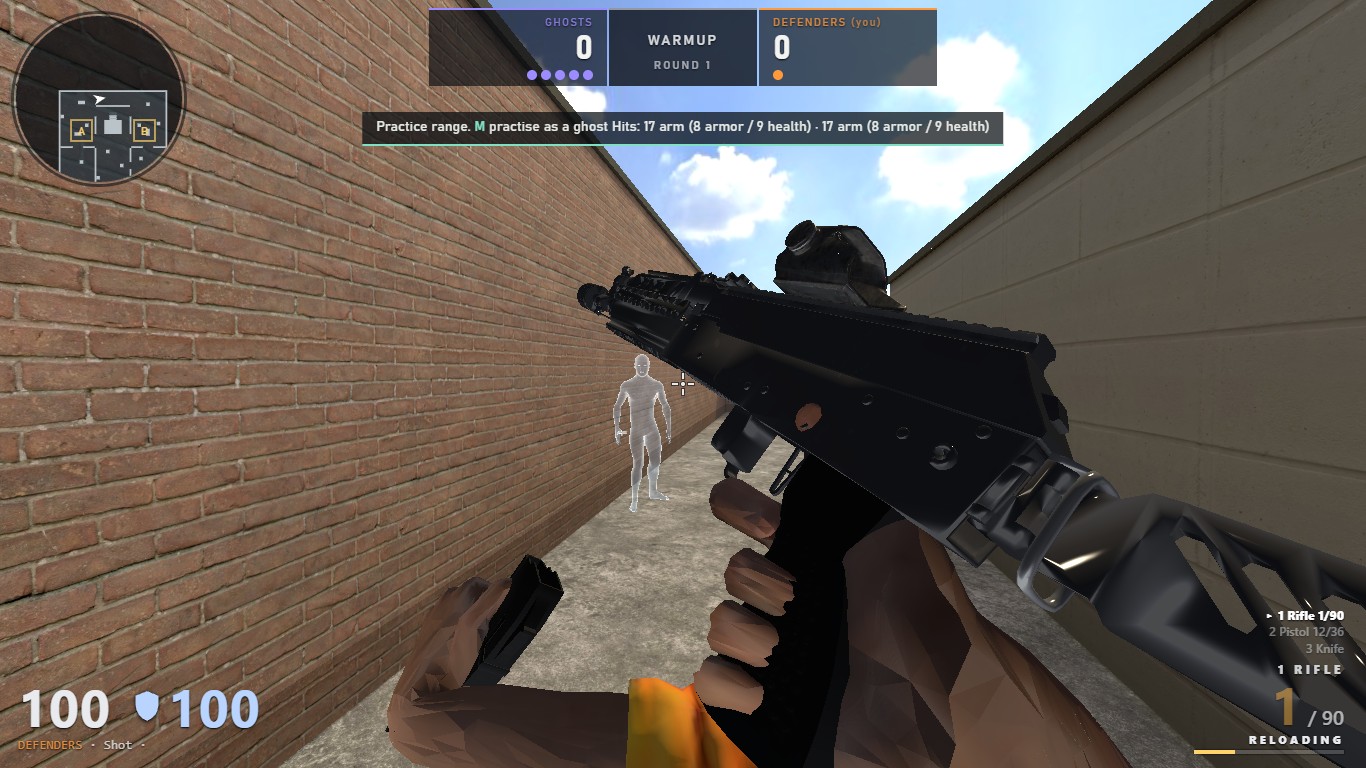 GHOSTS
0
WARMUP
ROUND 1
DEFENDERS (you)
0
A
B
Practice range. M practise as a ghost Hits: 17 arm (8 armor / 9 health) · 17 arm (8 armor / 9 health)
▸ 1 Rifle 1/90
2 Pistol 12/36
3 Knife
1 RIFLE
1 / 90
RELOADING
100 100
DEFENDERS · Shot ·